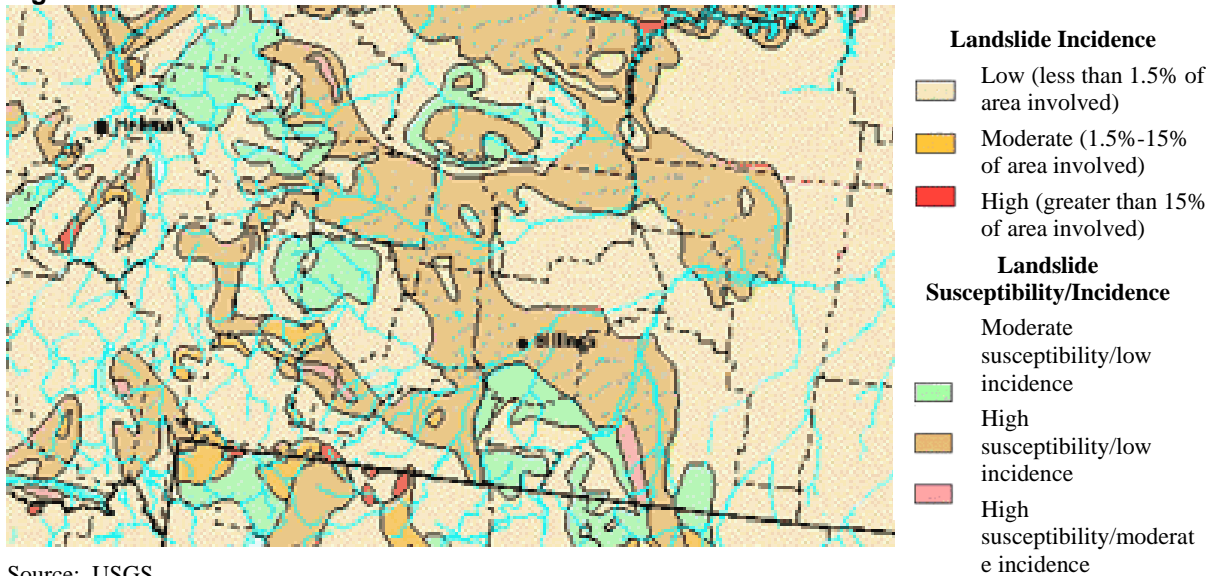 Helena
Billings
Landslide Incidence
Low (less than 1.5% of
area involved)
Moderate (1.5%-15%
of area involved)
High (greater than 15%
of area involved)
Landslide
Susceptibility/Incidence
Moderate
susceptibility/low
incidence
High
susceptibility/low
incidence
High
susceptibility/moderat
e incidence
Source: USGS